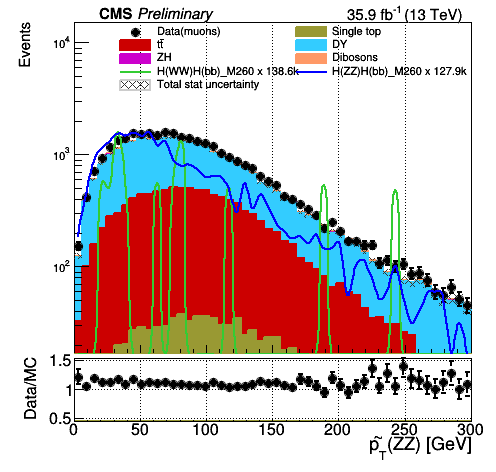 CMS Preliminary 35.9 fb⁻¹ (13 TeV)
Events
Data(muons) Single top
tt̄ DY
ZH Dibosons
H(WW)H(bb)_M260 x 138.6k H(ZZ)H(bb)_M260 x 127.9k
Total stat uncertainty
10⁴
10³
10²
Data/MC
1.5
1
0.5
0 50 100 150 200 250 300
p̃_T(ZZ) [GeV]